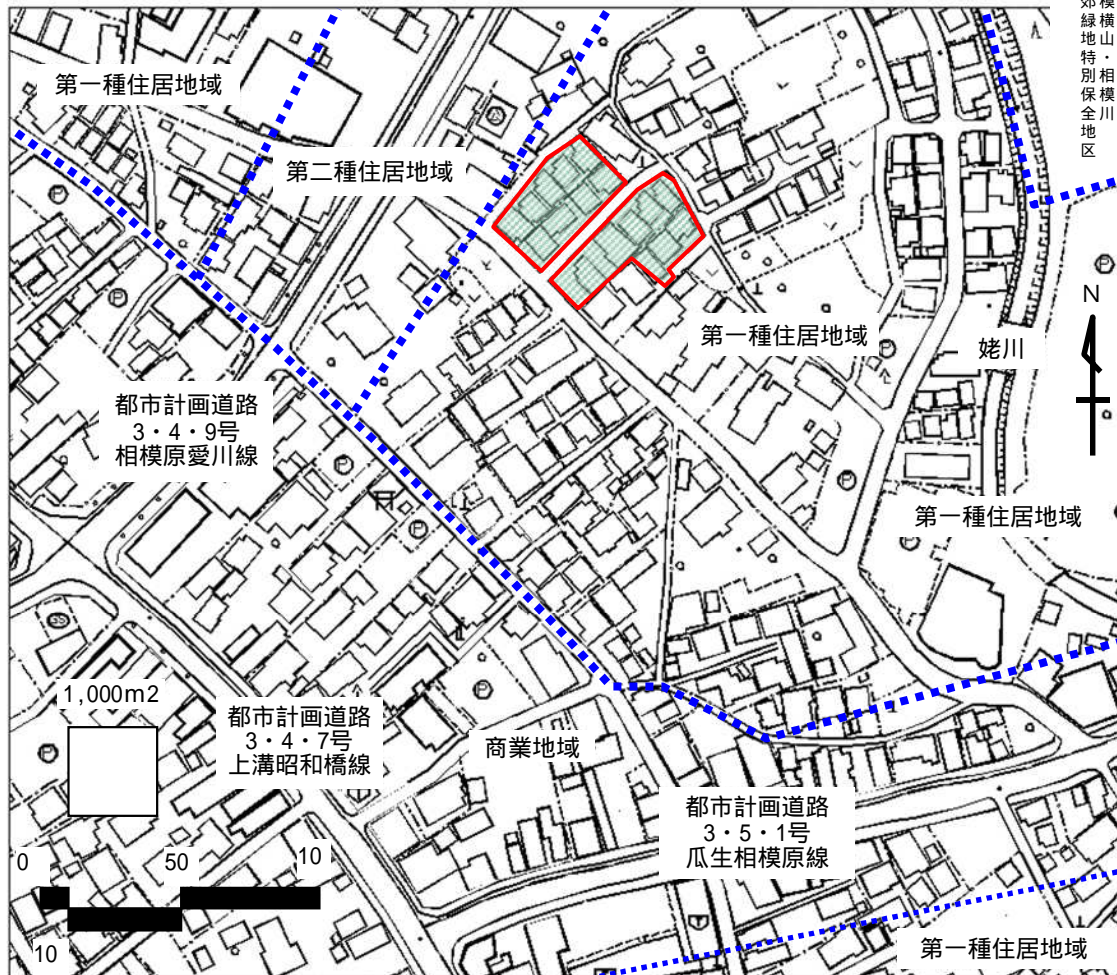 模横山・相模川
郊緑地特別保全地区
第一種住居地域
第二種住居地域
N
第一種住居地域
姥川
都市計画道路
3・4・9号
相模原愛川線
第一種住居地域
1,000m2
都市計画道路
3・4・7号
上溝昭和橋線
商業地域
都市計画道路
3・5・1号
瓜生相模原線
0
50
10
10
第一種住居地域